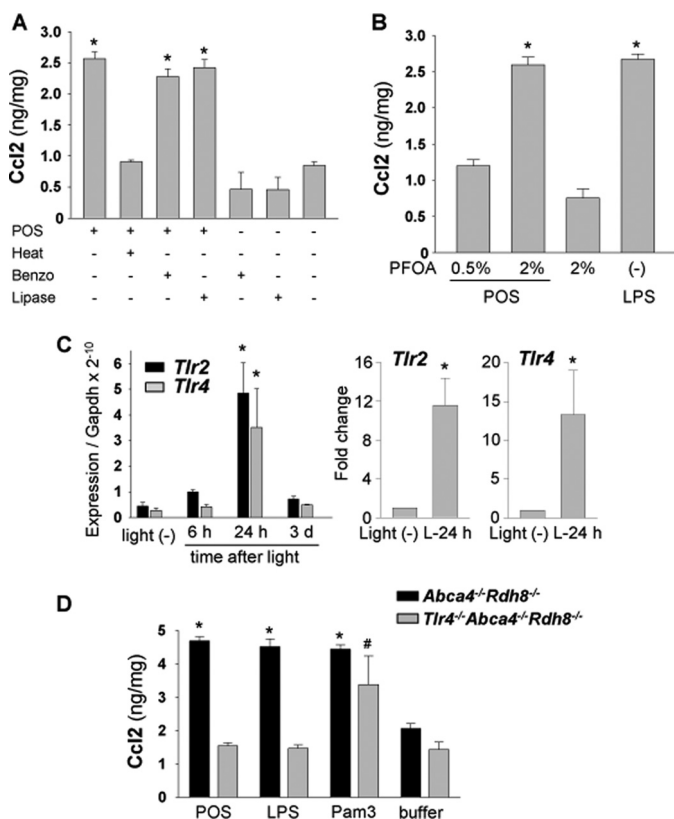 A
Ccl2 (ng/mg)
3.0
2.5
2.0
1.5
1.0
0.5
0
* * *
POS + + + + - - -
Heat - + - - - - -
Benzo - - + - + - -
Lipase - - - + - + -
B
Ccl2 (ng/mg)
3.0
2.5
2.0
1.5
1.0
0.5
0
* *
PFOA 0.5% 2% 2% (-)
POS LPS
C
Expression / Gapdh x 2-10
6
5
4
3
2
1
0
Tlr2
Tlr4
* *
light (-) 6 h 24 h 3 d
time after light
Fold change
16
12
8
4
0
Tlr2
*
Light (-) L-24 h
20
15
10
5
0
Tlr4
*
Light (-) L-24 h
D
Abca4-/-Rdh8-/-
Tlr4-/-Abca4-/-Rdh8-/-
Ccl2 (ng/mg)
5
4
3
2
1
0
* * * #
POS LPS Pam3 buffer